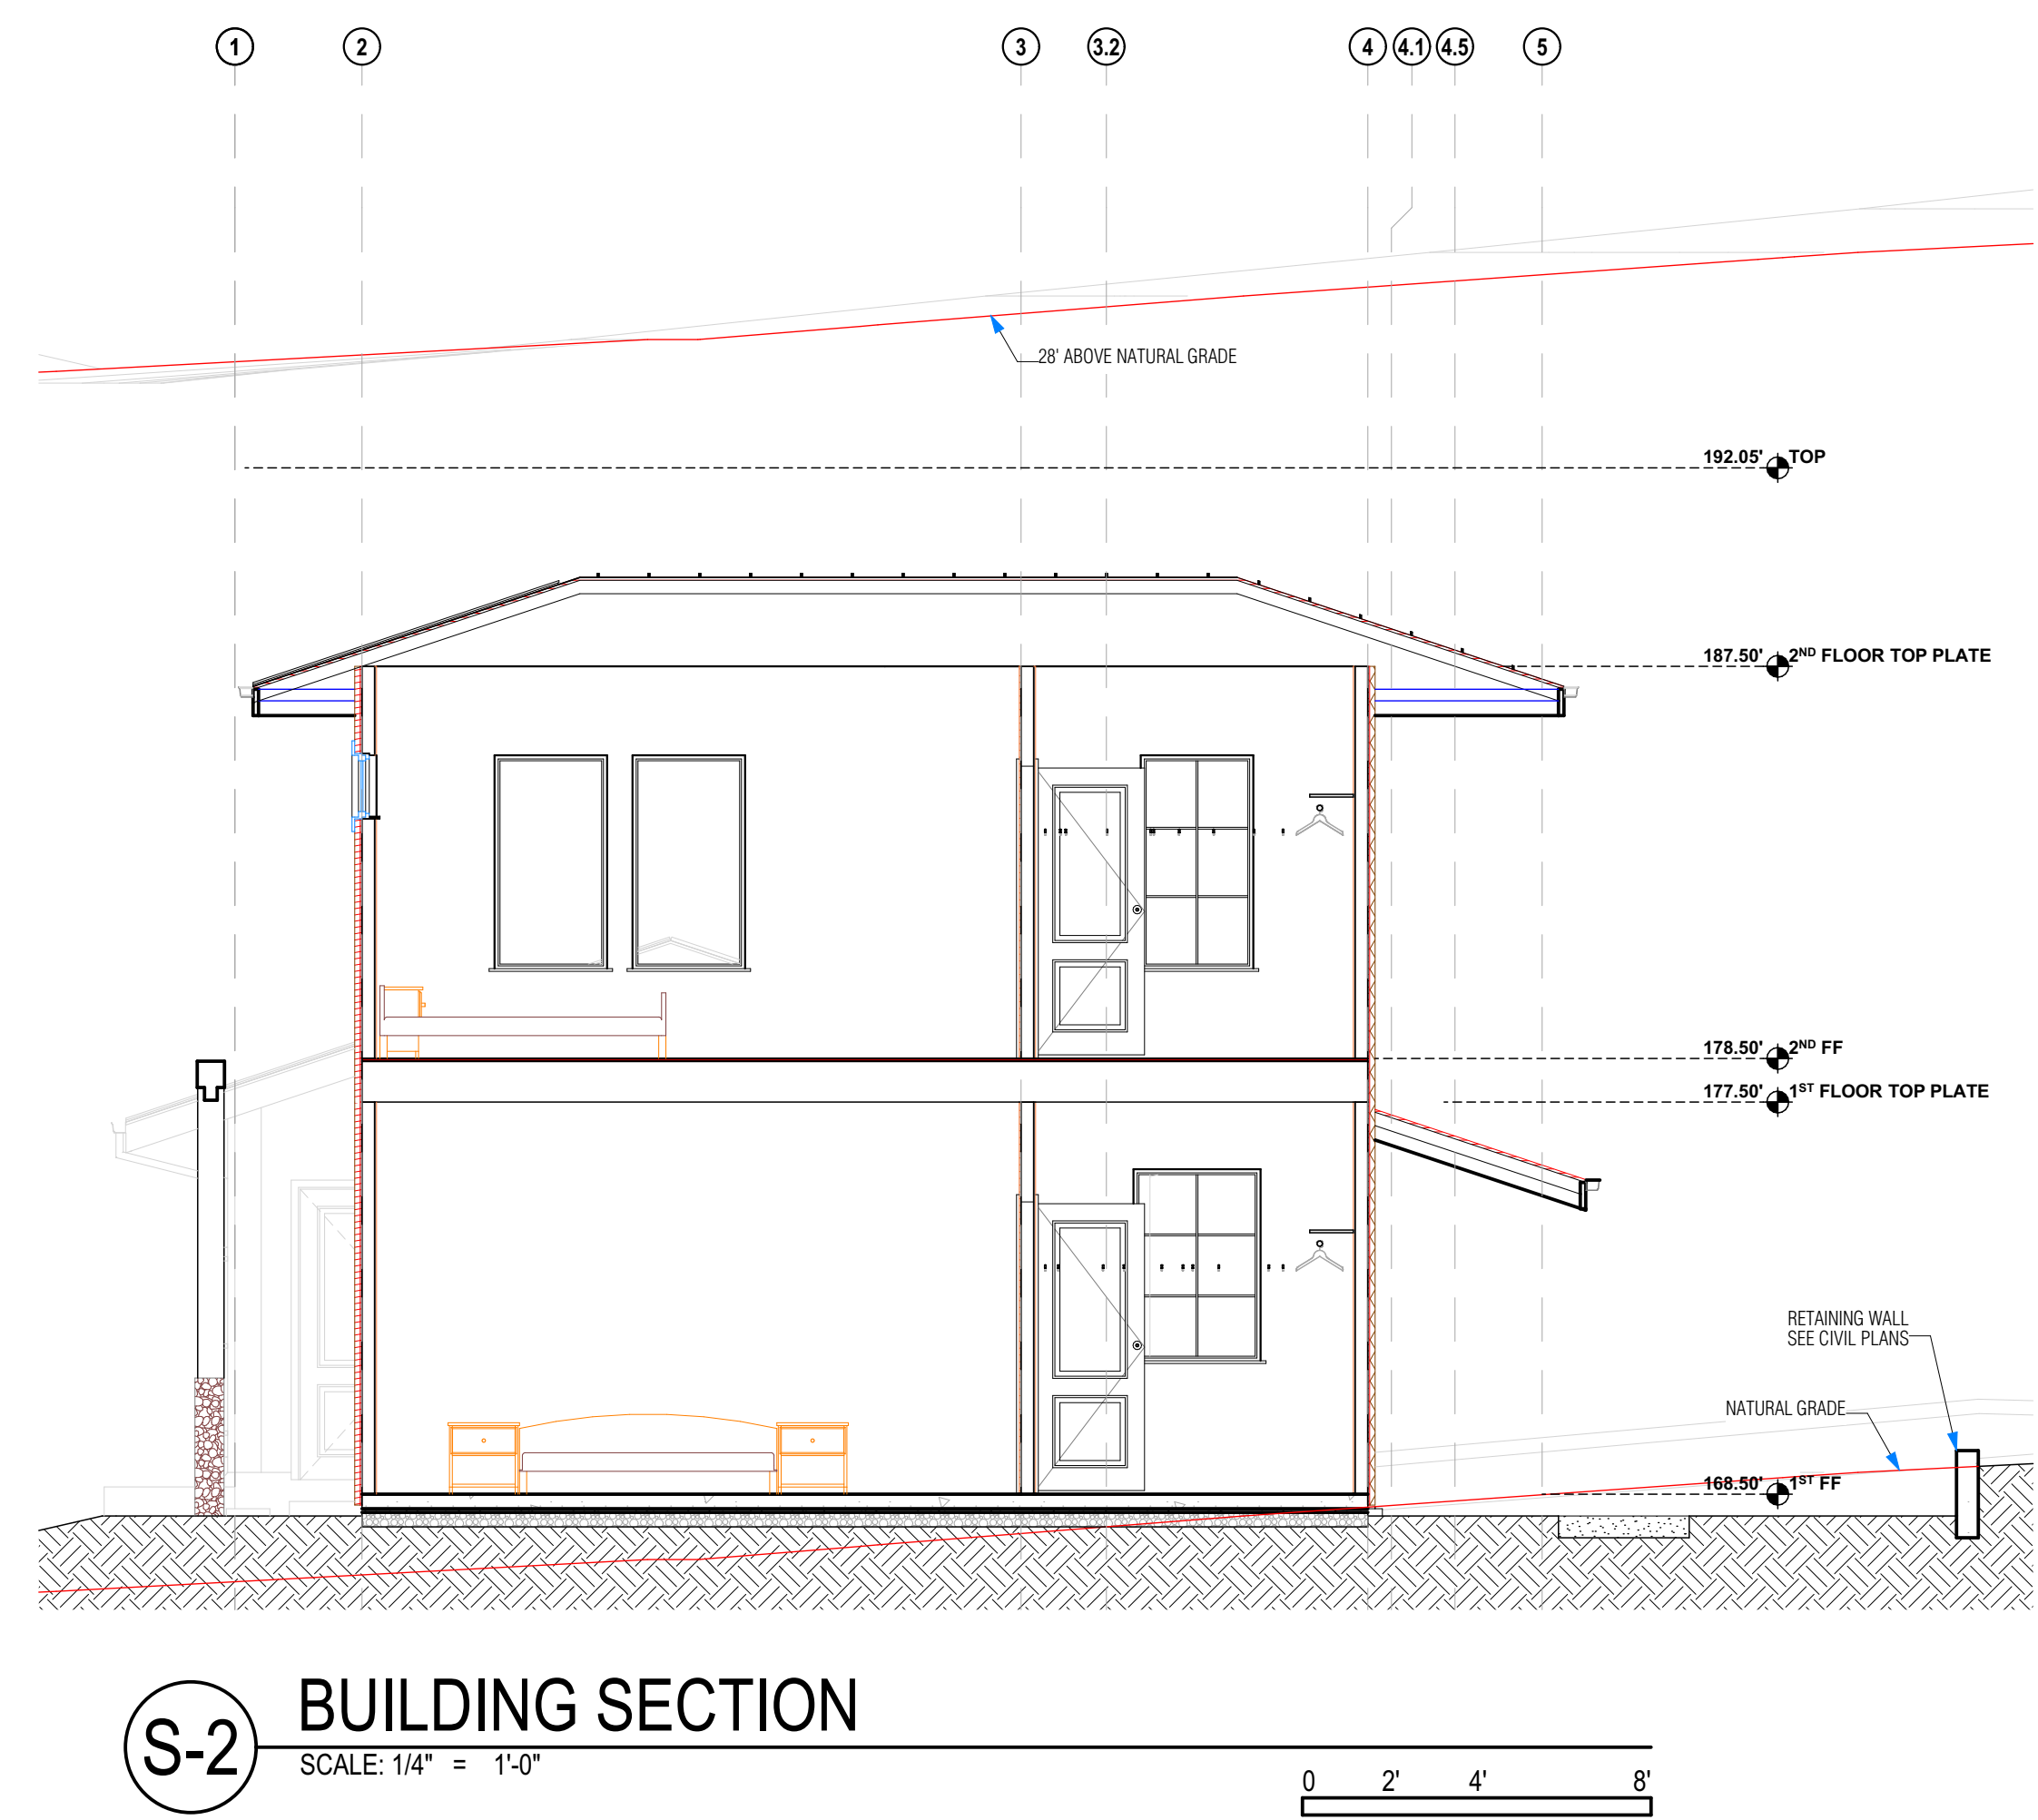 1 2 3 3.2 4 4.1 4.5 5
28' ABOVE NATURAL GRADE
192.05' TOP
187.50' 2ND FLOOR TOP PLATE
178.50' 2ND FF
177.50' 1ST FLOOR TOP PLATE
RETAINING WALL
SEE CIVIL PLANS
NATURAL GRADE
168.50' 1ST FF
S-2 BUILDING SECTION
SCALE: 1/4" = 1'-0"
0 2' 4' 8'